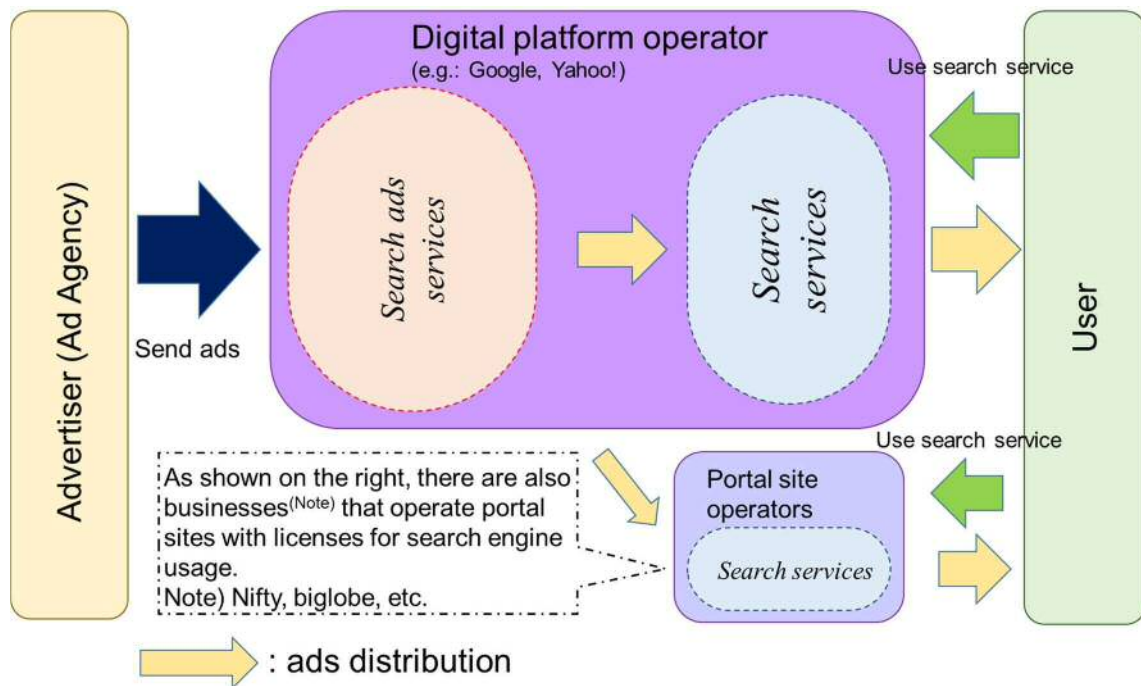 Digital platform operator
(e.g.: Google, Yahoo!)
Use search service
Advertiser (Ad Agency)
Search ads
services
Search
services
User
Send ads
Use search service
As shown on the right, there are also
businesses(Note) that operate portal
sites with licenses for search engine
usage.
Note) Nifty, biglobe, etc.
Portal site
operators
Search services
: ads distribution